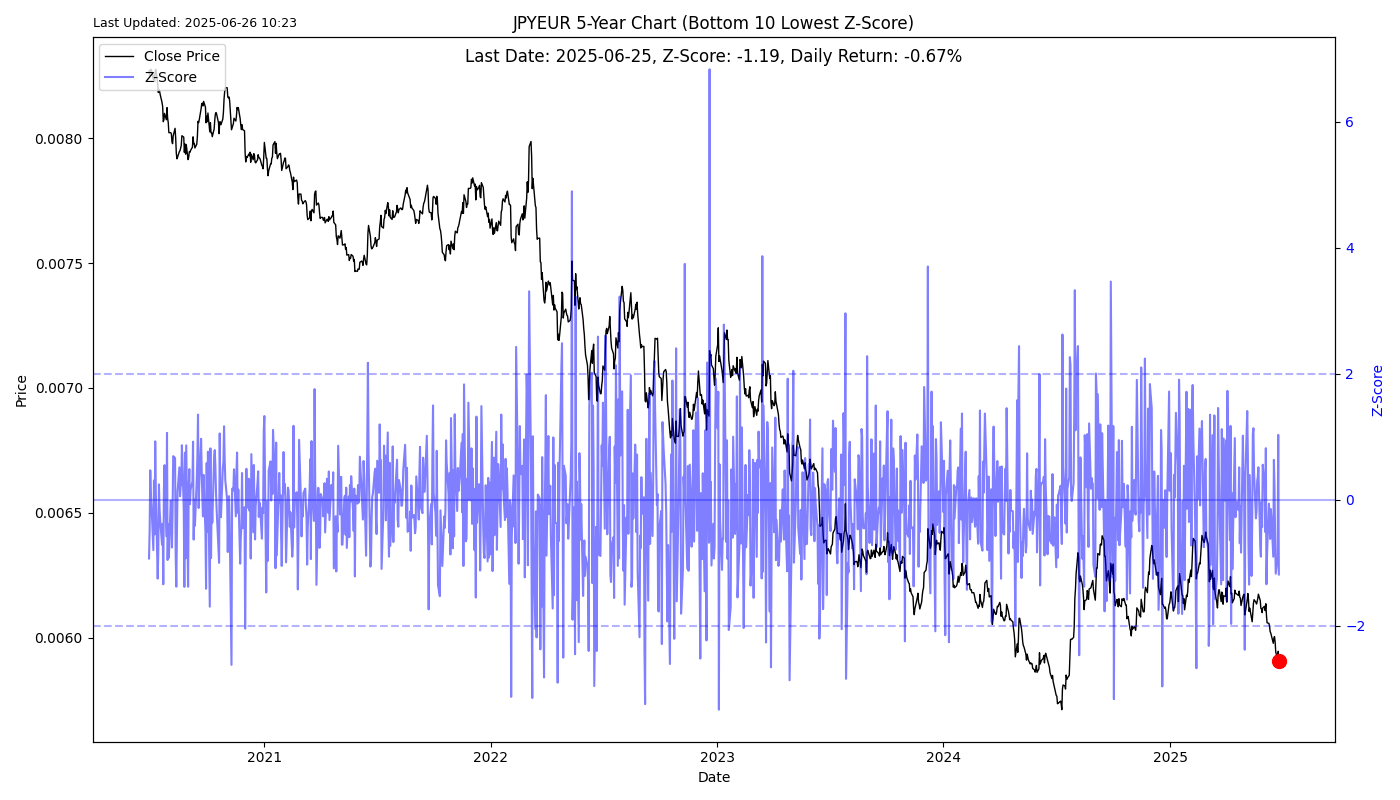 Last Updated: 2025-06-26 10:23
JPYEUR 5-Year Chart (Bottom 10 Lowest Z-Score)
Last Date: 2025-06-25, Z-Score: -1.19, Daily Return: -0.67%
Close Price
Z-Score
0.0080
0.0075
0.0070
0.0065
0.0060
Price
6
4
2
0
−2
Z-Score
2021
2022
2023
2024
2025
Date